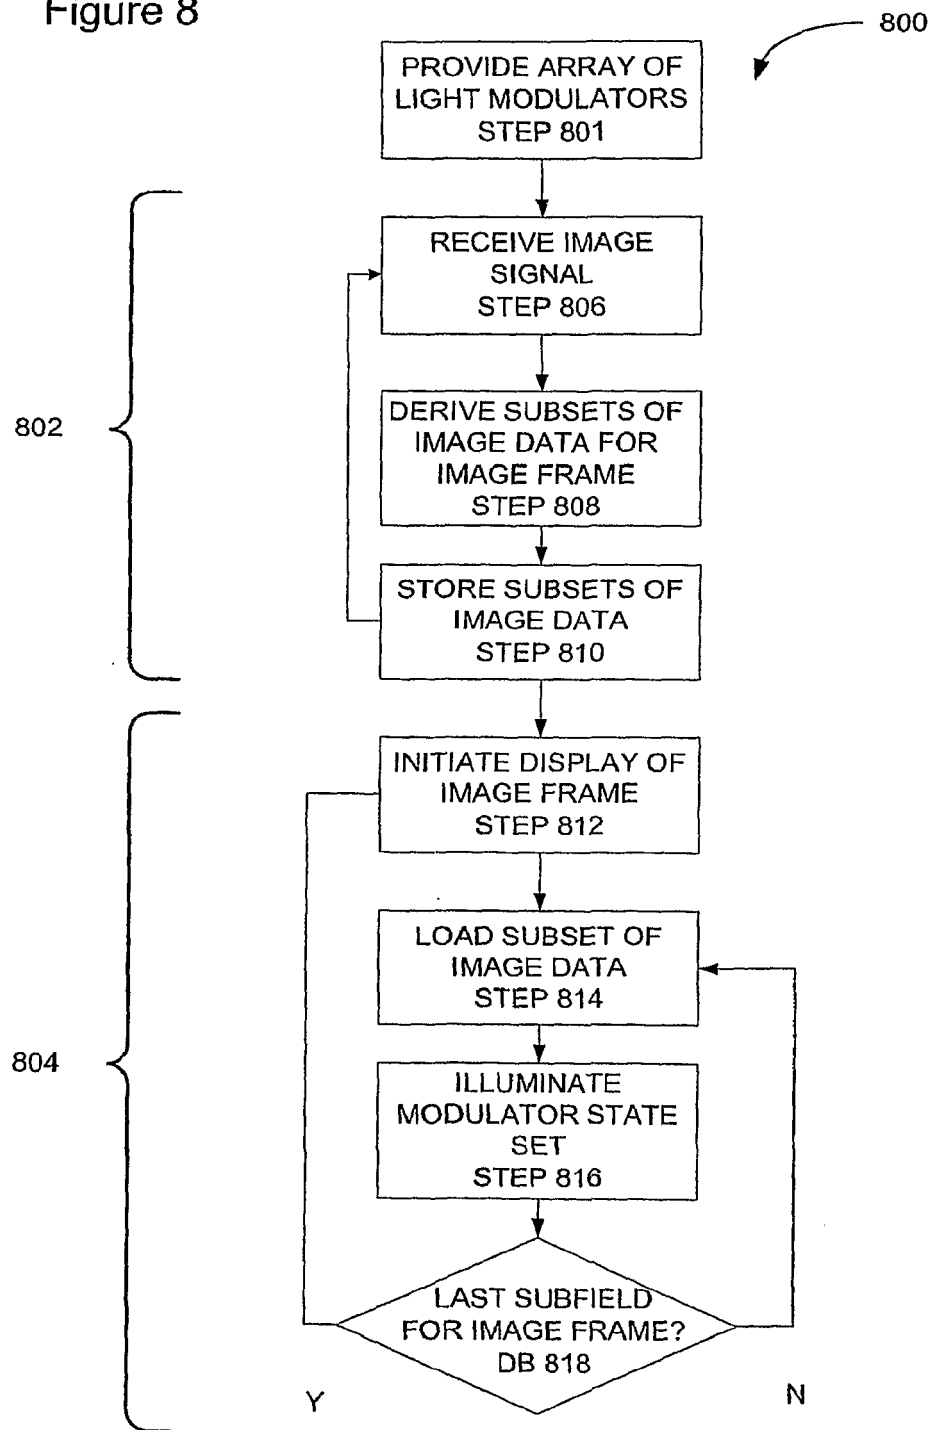 Figure 8
800
PROVIDE ARRAY OF
LIGHT MODULATORS
STEP 801
RECEIVE IMAGE
SIGNAL
STEP 806
802
DERIVE SUBSETS OF
IMAGE DATA FOR
IMAGE FRAME
STEP 808
STORE SUBSETS OF
IMAGE DATA
STEP 810
INITIATE DISPLAY OF
IMAGE FRAME
STEP 812
LOAD SUBSET OF
IMAGE DATA
STEP 814
804
ILLUMINATE
MODULATOR STATE
SET
STEP 816
LAST SUBFIELD
FOR IMAGE FRAME?
DB 818
Y
N